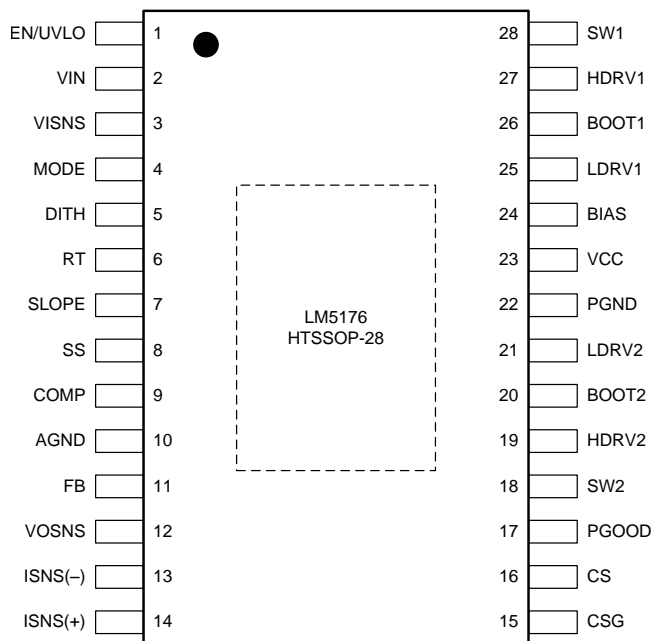 EN/UVLO 1 28 SW1
VIN 2 27 HDRV1
VISNS 3 26 BOOT1
MODE 4 25 LDRV1
DITH 5 24 BIAS
RT 6 23 VCC
SLOPE 7 22 PGND
LM5176
HTSSOP-28
SS 8 21 LDRV2
COMP 9 20 BOOT2
AGND 10 19 HDRV2
FB 11 18 SW2
VOSNS 12 17 PGOOD
ISNS(–) 13 16 CS
ISNS(+) 14 15 CSG